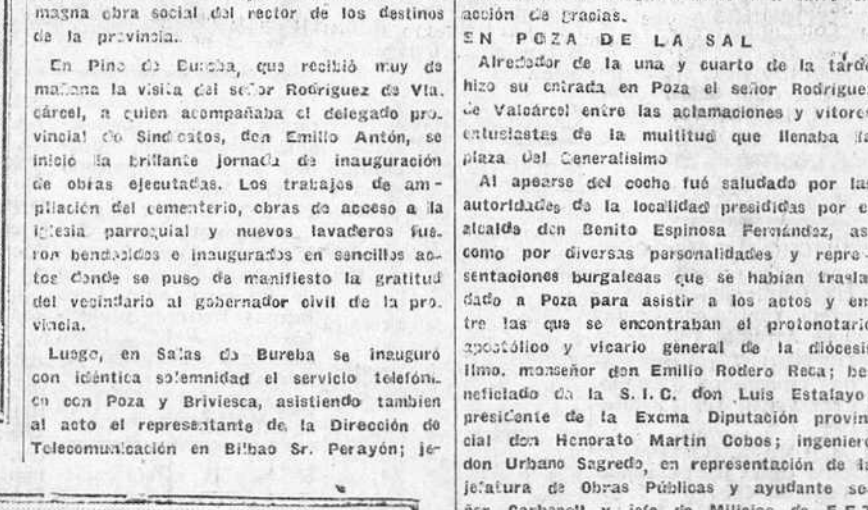 magna obra social del rector de los destinos
de la provincia.
En Pino de Bureba, que recibió muy de
mañana la visita del señor Rodríguez de Vla.
cárcel, a quien acompañaba el delegado pro.
vincial de Sindicatos, don Emilio Antón, se
inició la brillante jornada de inauguración
de obras ejecutadas. Los trabajos de am-
pliación del cementerio, obras de acceso a la
iglesia parroquial y nuevos lavaderos fue.
ron bendecidos e inaugurados en sencillos ac-
tos donde se puso de manifiesto la gratitud
del vecindario al gobernador civil de la pro.
vincia.
Luego, en Salas de Bureba se inauguró
con idéntica solemnidad el servicio telefóni.
co con Poza y Briviesca, asistiendo tambien
al acto el representante de la Dirección de
Telecomunicación en Bilbao Sr. Perayón; je-
acción de gracias.
EN POZA DE LA SAL
Alrededor de la una y cuarto de la tarde
hizo su entrada en Poza el señor Rodríguez
de Valcárcel entre las aclamaciones y vitores
entusiastas de la multitud que llenaba la
plaza del Generalísimo
Al apearse del coche fué saludado por las
autoridades de la localidad presididas por el
alcalde don Benito Espinosa Fernández, así
como por diversas personalidades y repre-
sentaciones burgalesas que se habían trasla
dado a Poza para asistir a los actos y en
tre las que se encontraban el protonotario
apostólico y vicario general de la diócesis
Ilmo. monseñor don Emilio Rodero Reca; be
neficiado de la S. I. C. don Luis Estalayo
presidente de la Excma Diputación provin
cial don Honorato Martín Cobos; ingeniero
don Urbano Sagredo, en representación de la
jefatura de Obras Públicas y ayudante se
ñor Carbonell y jefe de Milicias de F.E.T